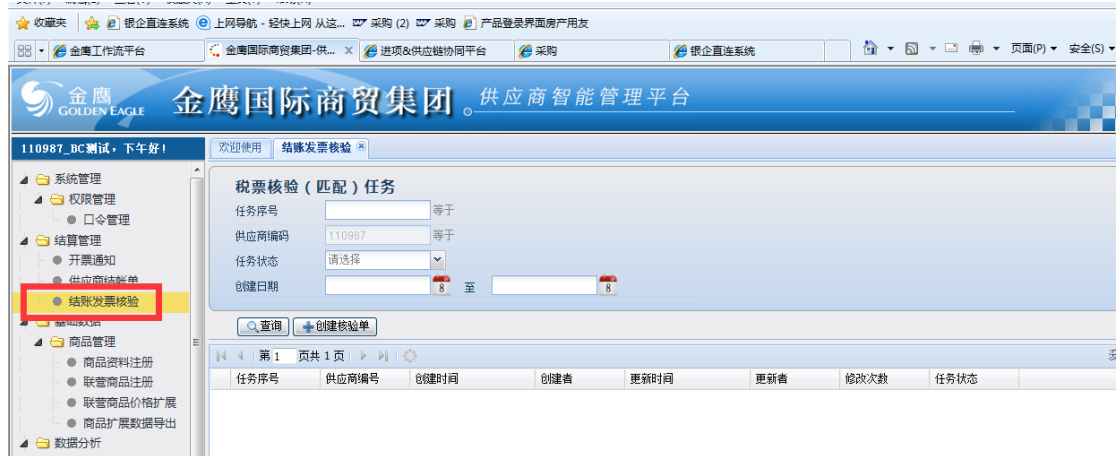 收藏夹 银企直连系统 上网导航 - 轻快上网 从这... 采购 (2) 采购 产品登录界面房产用友
金鹰工作流平台 金鹰国际商贸集团-供... X 进项&供应链协同平台 采购 银企直连系统 页面(P) 安全(S)
金鹰 GOLDEN EAGLE 金鹰国际商贸集团。供应商智能管理平台
110987_BC测试，下午好！ 欢迎使用 结账发票核验
系统管理
权限管理
口令管理
结算管理
开票通知
供应商结帐单
结账发票核验
基础数据
商品管理
商品资料注册
联营商品注册
联营商品价格扩展
商品扩展数据导出
数据分析
税票核验 ( 匹配 ) 任务
任务序号 等于
供应商编码 110987 等于
任务状态 请选择
创建日期 8 至 8
查询 创建核验单
第 1 页共 1 页
任务序号 供应商编号 创建时间 创建者 更新时间 更新者 修改次数 任务状态